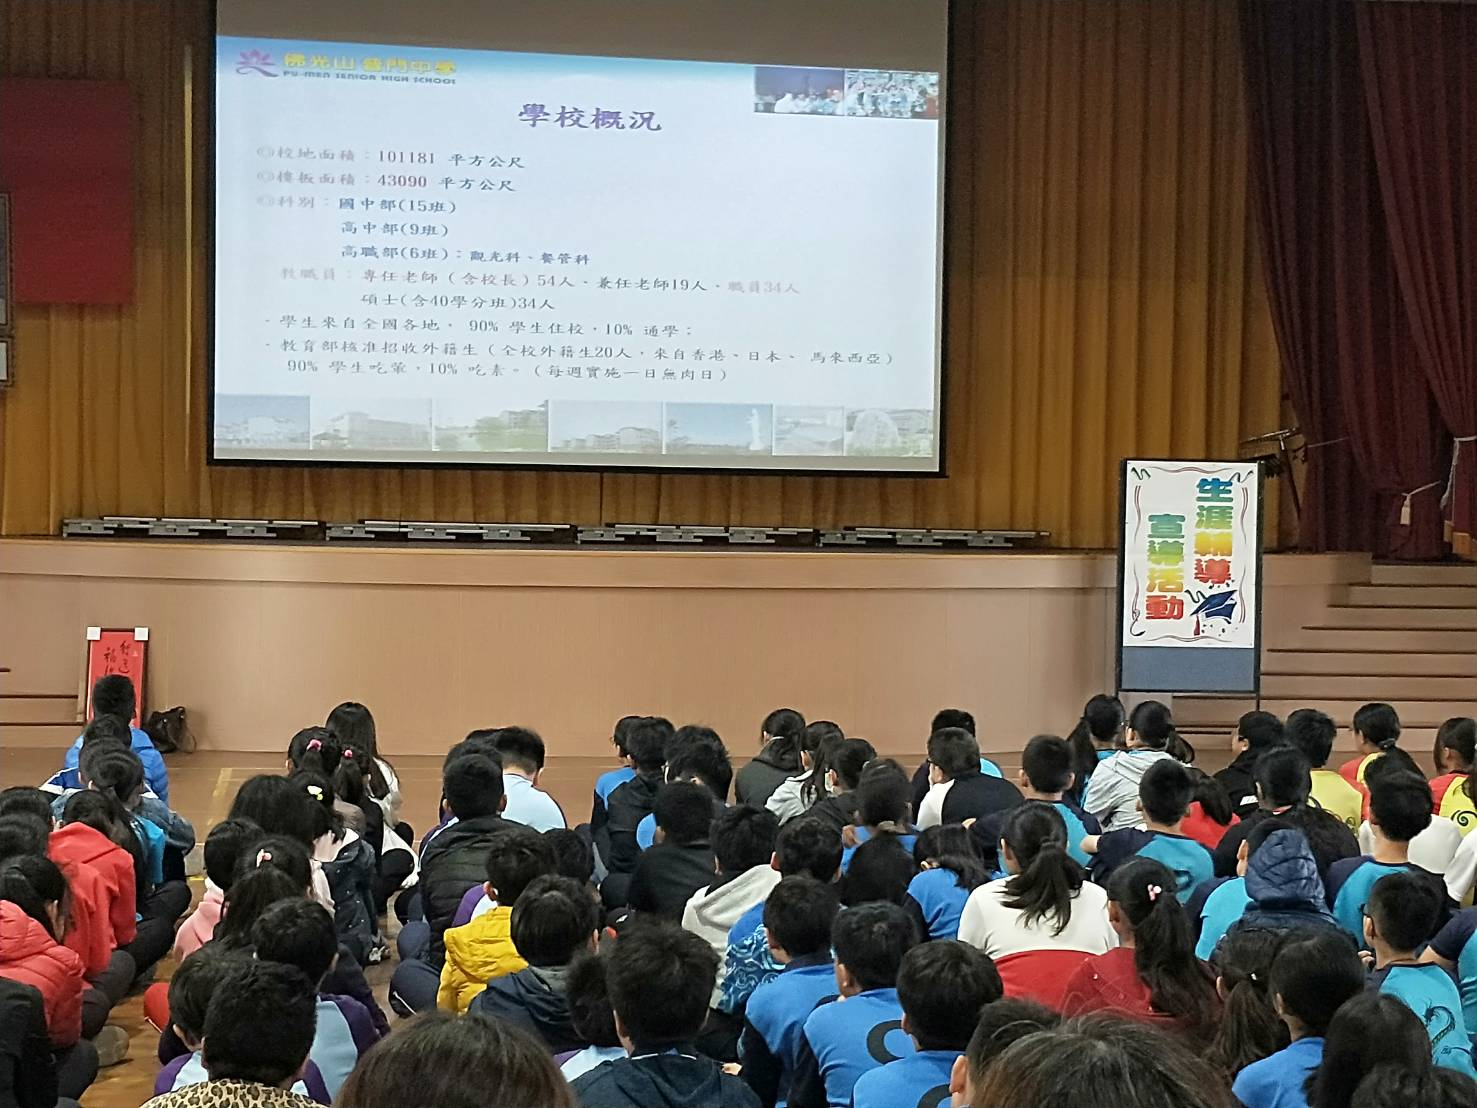 佛光山 普門中學
PU-MEN SENIOR HIGH SCHOOL
學校概況
◎校地面積：101181 平方公尺
◎樓板面積：43090 平方公尺
◎科別：國中部(15班)
高中部(9班)
高職部(6班)：觀光科、餐管科
教職員：專任老師（含校長）54人、兼任老師19人、職員34人
碩士(含40學分班)34人
- 學生來自全國各地， 90% 學生住校，10% 通學；
- 教育部核准招收外籍生（全校外籍生20人，來自香港、日本、 馬來西亞）
90% 學生吃葷，10% 吃素。（每週實施一日無肉日）
生涯輔導
宣導活動